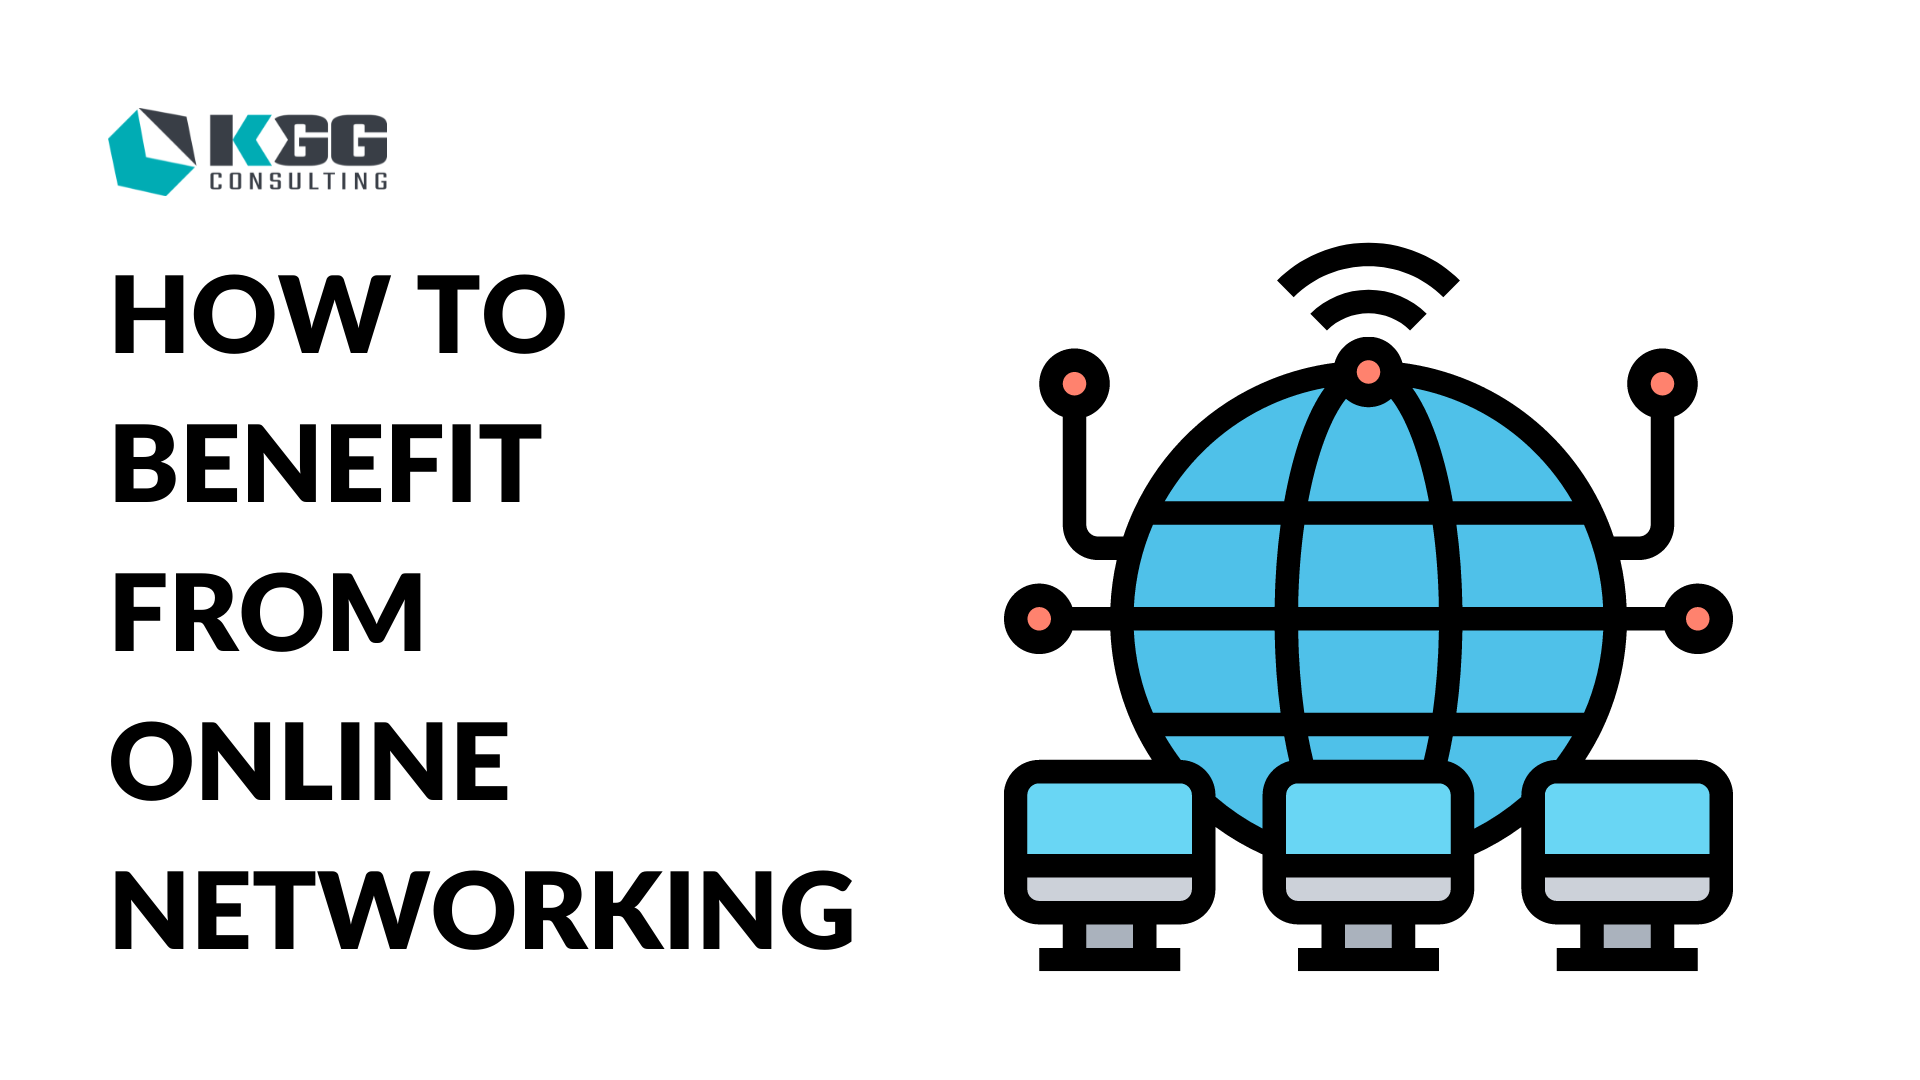 KGG
CONSULTING
HOW TO
BENEFIT
FROM
ONLINE
NETWORKING